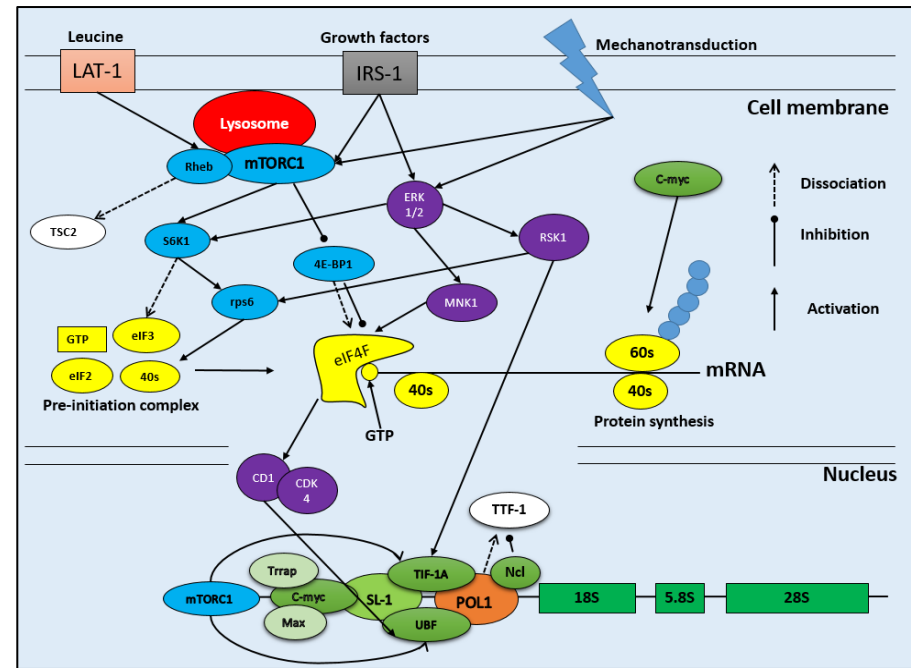 Leucine
Growth factors
Mechanotransduction
LAT-1
IRS-1
Cell membrane
Lysosome
mTORC1
Rheb
C-myc
Dissociation
ERK
1/2
TSC2
S6K1
RSK1
Inhibition
4E-BP1
rps6
MNK1
Activation
GTP
eIF3
eIF4F
60s
eIF2
40s
40s
mRNA
40s
Pre-initiation complex
Protein synthesis
GTP
Nucleus
CD1
CDK
4
TTF-1
Trrap
TIF-1A
Ncl
mTORC1
C-myc
SL-1
POL1
18S
5.8S
28S
Max
UBF